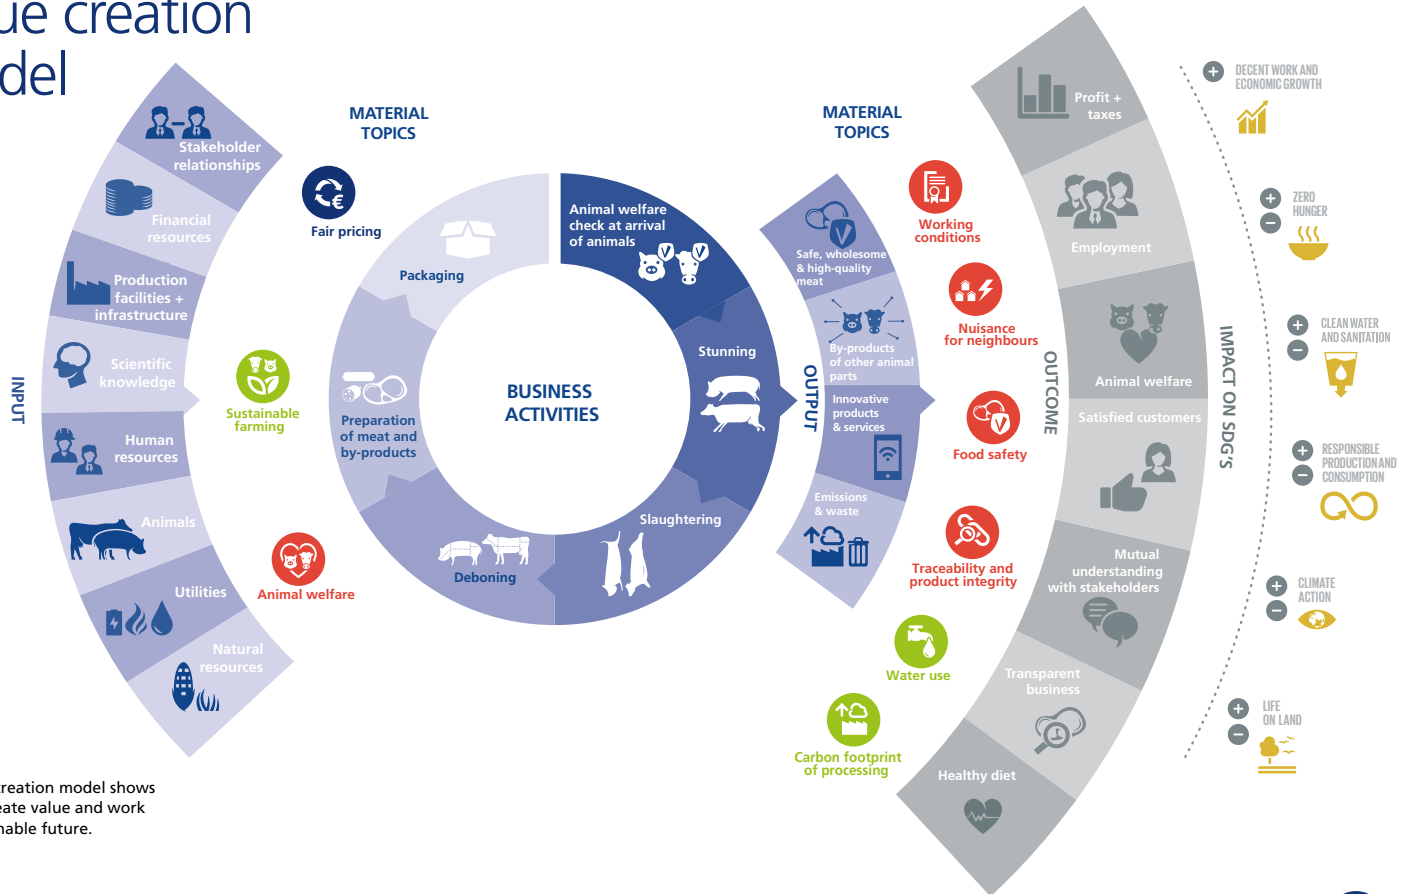 ue creation
del
Stakeholder
relationships
Financial
resources
Production
facilities +
infrastructure
Scientific
knowledge
Human
resources
Animals
Utilities
Natural
resources
INPUT
MATERIAL
TOPICS
Fair pricing
Sustainable
farming
Animal welfare
BUSINESS
ACTIVITIES
Animal welfare
check at arrival
of animals
Stunning
Slaughtering
Deboning
Preparation
of meat and
by-products
Packaging
OUTPUT
Safe, wholesome
& high-quality
meat
By-products
of other animal
parts
Innovative
products
& services
Emissions
& waste
MATERIAL
TOPICS
Working
conditions
Nuisance
for neighbours
Food safety
Traceability and
product integrity
Water use
Carbon footprint
of processing
OUTCOME
Profit +
taxes
Employment
Animal welfare
Satisfied customers
Mutual
understanding
with stakeholders
Transparent
business
Healthy diet
IMPACT ON SDG'S
DECENT WORK AND
ECONOMIC GROWTH
ZERO
HUNGER
CLEAN WATER
AND SANITATION
RESPONSIBLE
PRODUCTION AND
CONSUMPTION
CLIMATE
ACTION
LIFE
ON LAND
creation model shows
eate value and work
nable future.